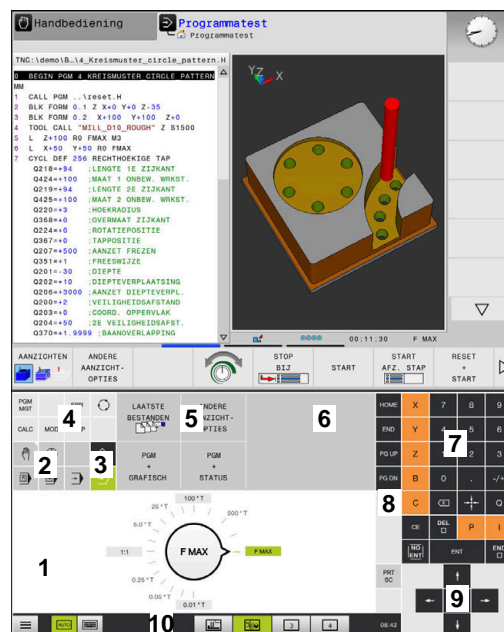 Handbediening
Programmatest
Programmatest
TNC:\demo\B…\4_Kreismuster_circle_pattern.H
0 BEGIN PGM 4_KREISMUSTER_CIRCLE_PATTERN
MM
1 CALL PGM ..\reset.H
2 BLK FORM 0.1 Z X+0 Y+0 Z-35
3 BLK FORM 0.2 X+100 Y+100 Z+0
4 TOOL CALL "MILL_D10_ROUGH" Z S1500
5 L Z+100 R0 FMAX M3
6 L X+50 Y+50 R0 FMAX
7 CYCL DEF 256 RECHTHOEKIGE TAP
Q218=+94 ;LENGTE 1E ZIJKANT
Q424=+100 ;MAAT 1 ONBEW. WRKST.
Q219=+94 ;LENGTE 2E ZIJKANT
Q425=+100 ;MAAT 2 ONBEW. WRKST.
Q220=+3 ;HOEKRADIUS
Q368=+0 ;OVERMAAT ZIJKANT
Q224=+0 ;ROTATIEPOSITIE
Q367=+0 ;TAPPOSITIE
Q207=+500 ;AANZET FREZEN
Q351=+1 ;FREESWIJZE
Q201=-30 ;DIEPTE
Q202=+10 ;DIEPTEVERPLAATSING
Q206=+3000 ;AANZET DIEPTEVERPL.
Q200=+2 ;VEILIGHEIDSAFSTAND
Q203=+0 ;COORD. OPPERVLAK
Q204=+50 ;2E VEILIGHEIDSAFST.
Q370=+1.9999 ;BAANOVERLAPPING
Y Z X
00:11:30 F MAX
AANZICHTEN
ANDERE
AANZICHT-
OPTIES
STOP
BIJ
START
START
AFZ. STAP
RESET
+
START
PGM
MGT
4
CALC
MOD
2
3
LAATSTE
BESTANDEN
5
ANDERE
AANZICHT-
OPTIES
PGM
+
GRAFISCH
PGM
+
STATUS
6
HOME X 7 8 9
END Y 4 5 6
7
PG UP Z 1 2 3
PG DN B 0 . -/+
8
C Q
CE DEL P I
NO
ENT
ENT
END
PRT
SC
9
1
100 °T
25 °T
500 °T
5.0 °T
1:1
F MAX
F MAX
0.25 °T
0.05 °T
0.01 °T
AUTO
10
3
4
08:42